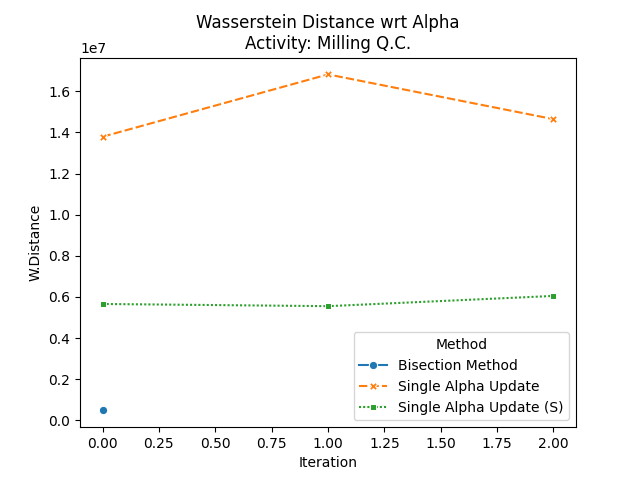 Wasserstein Distance wrt Alpha
Activity: Milling Q.C.
1e7
1.6
1.4
1.2
1.0
0.8
0.6
0.4
0.2
0.0
W.Distance
Method
Bisection Method
Single Alpha Update
Single Alpha Update (S)
0.00 0.25 0.50 0.75 1.00 1.25 1.50 1.75 2.00
Iteration